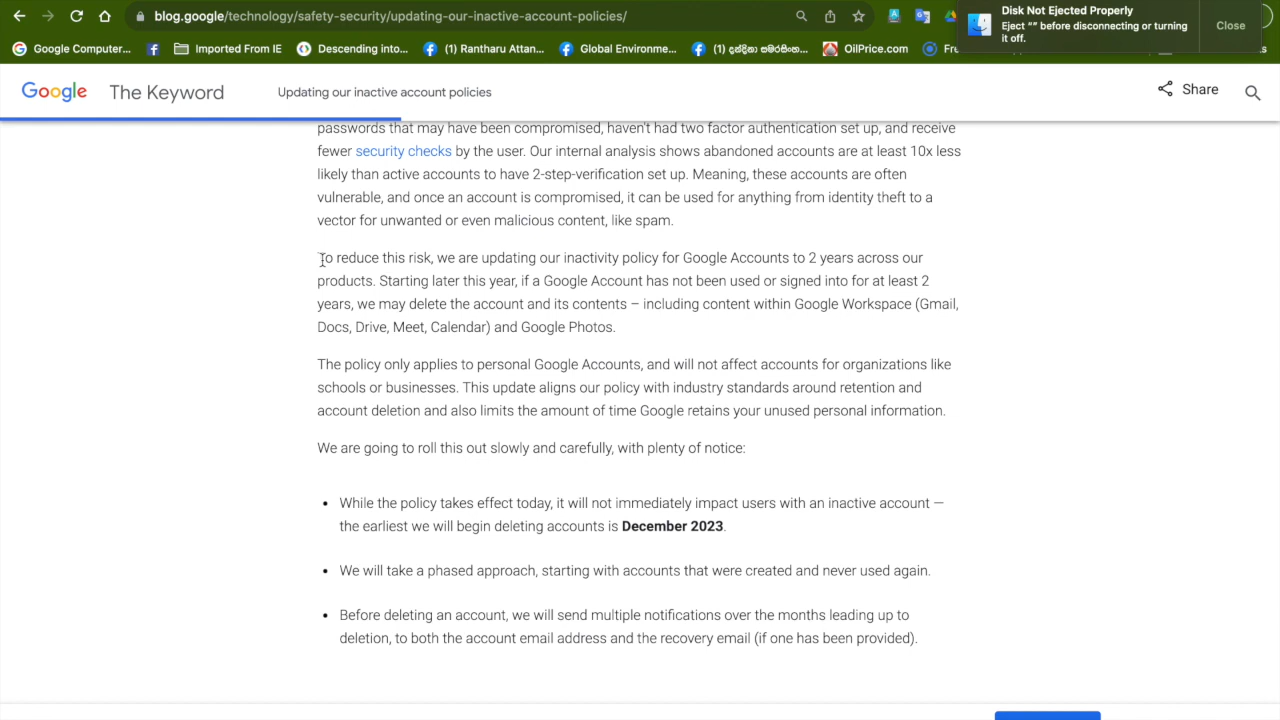 blog.google/technology/safety-security/updating-our-inactive-account-policies/
Disk Not Ejected Properly
Eject “” before disconnecting or turning
it off.
Close
Google Computer...
Imported From IE
Descending into...
(1) Rantharu Attan...
Global Environme...
(1) දන්දිනා සමරසිංහ...
OilPrice.com
Google The Keyword
Updating our inactive account policies
Share
passwords that may have been compromised, haven't had two factor authentication set up, and receive
fewer security checks by the user. Our internal analysis shows abandoned accounts are at least 10x less
likely than active accounts to have 2-step-verification set up. Meaning, these accounts are often
vulnerable, and once an account is compromised, it can be used for anything from identity theft to a
vector for unwanted or even malicious content, like spam.
To reduce this risk, we are updating our inactivity policy for Google Accounts to 2 years across our
products. Starting later this year, if a Google Account has not been used or signed into for at least 2
years, we may delete the account and its contents – including content within Google Workspace (Gmail,
Docs, Drive, Meet, Calendar) and Google Photos.
The policy only applies to personal Google Accounts, and will not affect accounts for organizations like
schools or businesses. This update aligns our policy with industry standards around retention and
account deletion and also limits the amount of time Google retains your unused personal information.
We are going to roll this out slowly and carefully, with plenty of notice:
• While the policy takes effect today, it will not immediately impact users with an inactive account —
the earliest we will begin deleting accounts is December 2023.
• We will take a phased approach, starting with accounts that were created and never used again.
• Before deleting an account, we will send multiple notifications over the months leading up to
deletion, to both the account email address and the recovery email (if one has been provided).